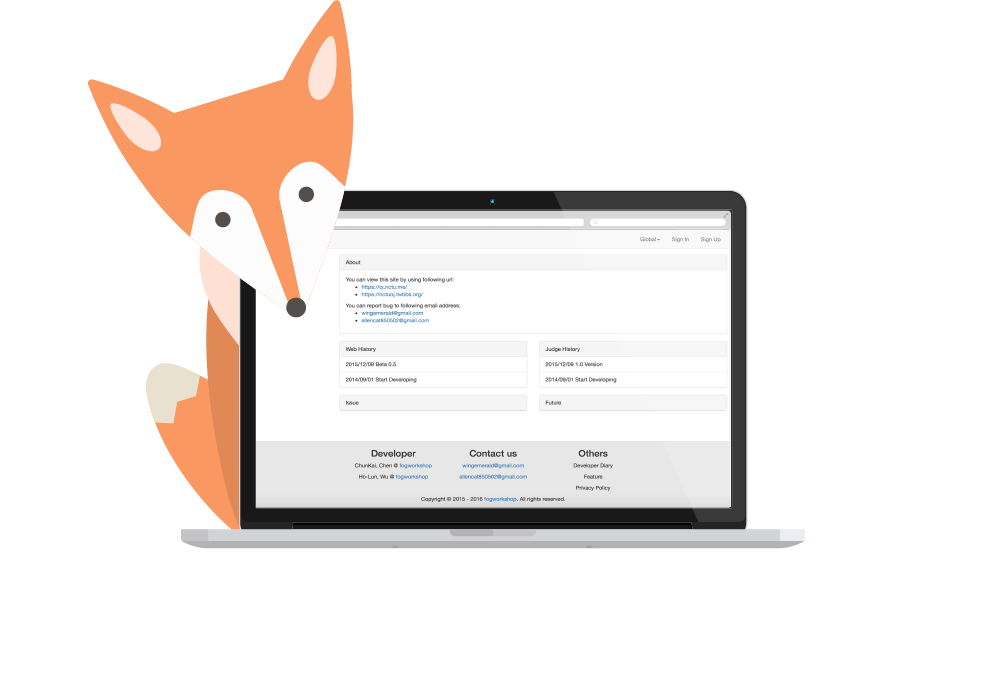 Global Sign In Sign Up
About
You can view this site by using following url:
https://oj.nctu.me/
https://nctuoj.twbbs.org/
You can report bug to following email address:
wingemerald@gmail.com
allencat850502@gmail.com
Web History
2015/12/09 Beta 0.5
2014/09/01 Start Developing
Judge History
2015/12/09 1.0 Version
2014/09/01 Start Developing
Issue
Future
Developer
ChunKai, Chen @ fogworkshop
Ho-Lun, Wu @ fogworkshop
Contact us
wingemerald@gmail.com
allencat850502@gmail.com
Others
Developer Diary
Feature
Privacy Policy
Copyright © 2015 - 2016 fogworkshop. All rights reserved.